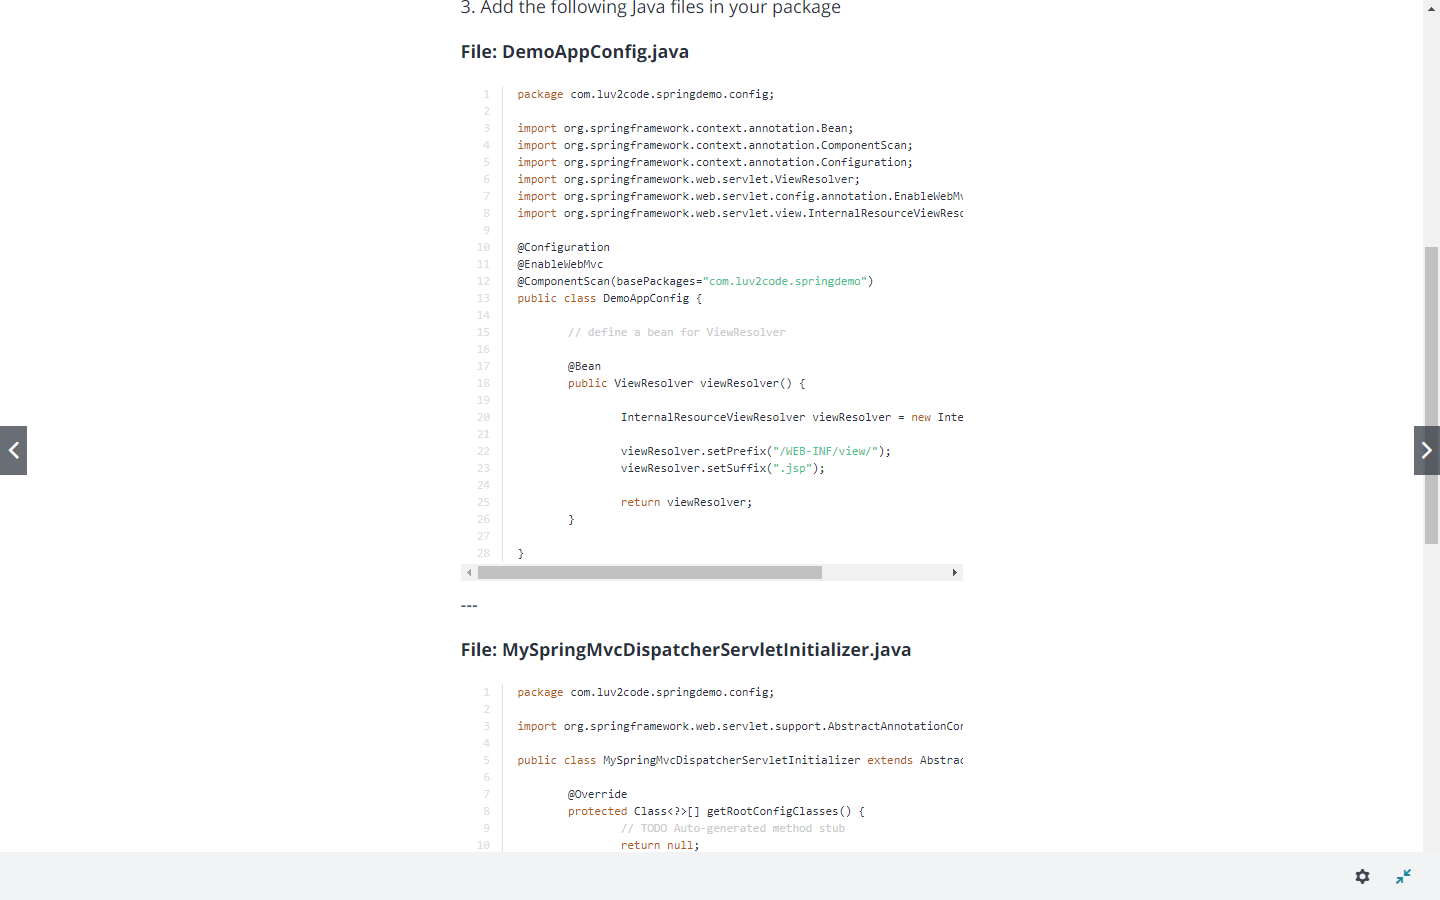 3. Add the following Java files in your package
File: DemoAppConfig.java
1 package com.luv2code.springdemo.config;
2
3 import org.springframework.context.annotation.Bean;
4 import org.springframework.context.annotation.ComponentScan;
5 import org.springframework.context.annotation.Configuration;
6 import org.springframework.web.servlet.ViewResolver;
7 import org.springframework.web.servlet.config.annotation.EnableWebMv
8 import org.springframework.web.servlet.view.InternalResourceViewReso
9
10 @Configuration
11 @EnableWebMvc
12 @ComponentScan(basePackages="com.luv2code.springdemo")
13 public class DemoAppConfig {
14
15 // define a bean for ViewResolver
16
17 @Bean
18 public ViewResolver viewResolver() {
19
20 InternalResourceViewResolver viewResolver = new Inte
21
22 viewResolver.setPrefix("/WEB-INF/view/");
23 viewResolver.setSuffix(".jsp");
24
25 return viewResolver;
26 }
27
28 }
---
File: MySpringMvcDispatcherServletInitializer.java
1 package com.luv2code.springdemo.config;
2
3 import org.springframework.web.servlet.support.AbstractAnnotationCon
4
5 public class MySpringMvcDispatcherServletInitializer extends Abstrac
6
7 @Override
8 protected Class<?>[] getRootConfigClasses() {
9 // TODO Auto-generated method stub
10 return null;